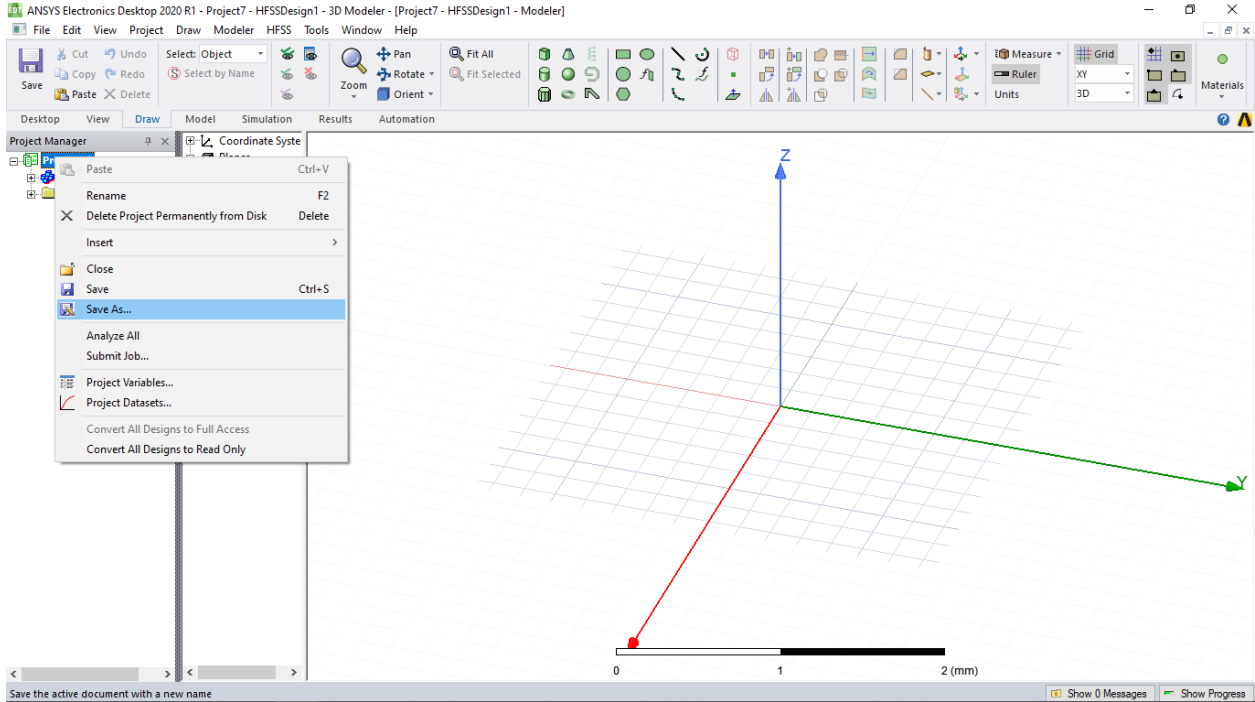 ANSYS Electronics Desktop 2020 R1 - Project7 - HFSSDesign1 - 3D Modeler - [Project7 - HFSSDesign1 - Modeler]
File Edit View Project Draw Modeler HFSS Tools Window Help
Save
Cut
Copy
Paste
Undo
Redo
Delete
Select: Object
Select by Name
Zoom
Pan
Rotate
Orient
Fit All
Fit Selected
Measure
Ruler
Units
Grid
XY
3D
Materials
Desktop View Draw Model Simulation Results Automation
Project Manager
Coordinate Syste
Paste Ctrl+V
Rename F2
Delete Project Permanently from Disk Delete
Insert
Close
Save Ctrl+S
Save As...
Analyze All
Submit Job...
Project Variables...
Project Datasets...
Convert All Designs to Full Access
Convert All Designs to Read Only
Z
Y
0 1 2 (mm)
Save the active document with a new name
Show 0 Messages Show Progress